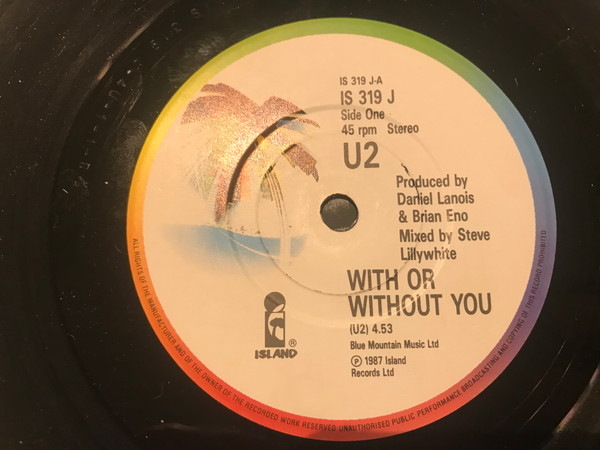 IS 319 J-A
IS 319 J
Side One
45 rpm Stereo
U2
Produced by
Daniel Lanois
& Brian Eno
Mixed by Steve
Lillywhite
WITH OR
WITHOUT YOU
(U2) 4.53
Blue Mountain Music Ltd
℗ 1987 Island
Records Ltd
ISLAND ®
ALL RIGHTS OF THE MANUFACTURER AND OF THE OWNER OF THE RECORDED WORK RESERVED UNAUTHORISED PUBLIC PERFORMANCE BROADCASTING AND COPYING OF THIS RECORD PROHIBITED